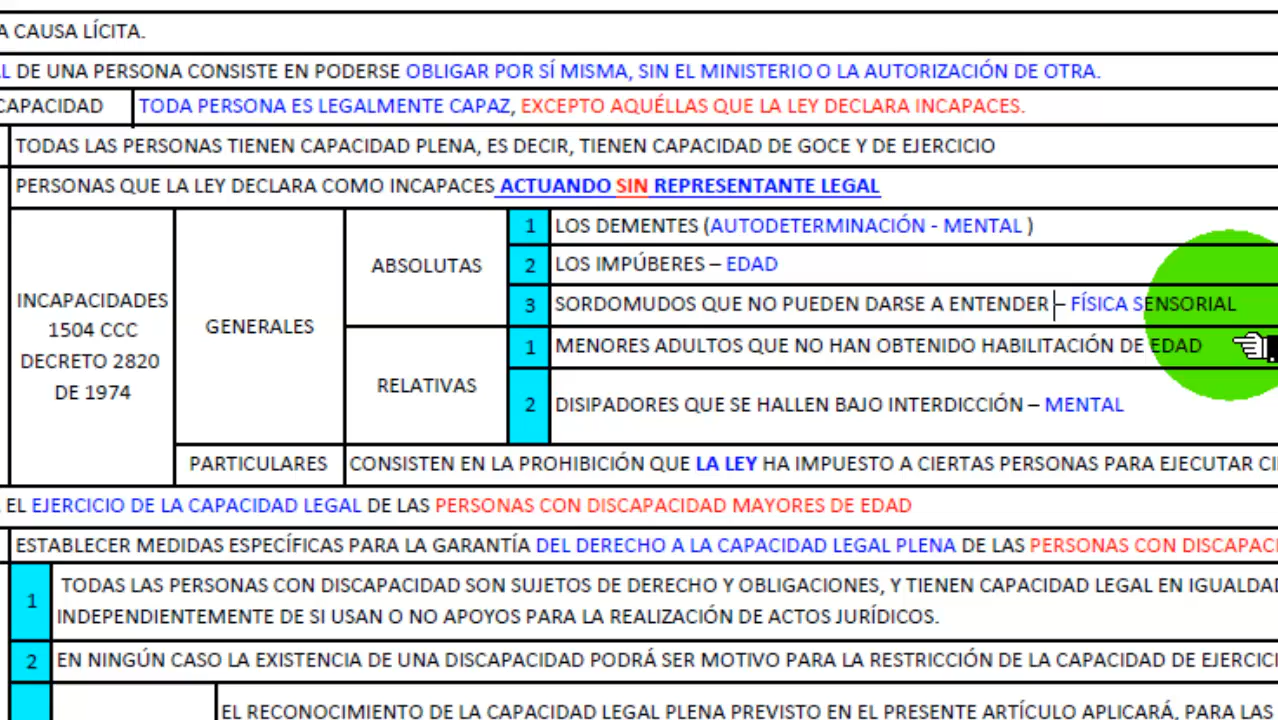 A CAUSA LÍCITA.
DE UNA PERSONA CONSISTE EN PODERSE OBLIGAR POR SÍ MISMA, SIN EL MINISTERIO O LA AUTORIZACIÓN DE OTRA.
CAPACIDAD TODA PERSONA ES LEGALMENTE CAPAZ, EXCEPTO AQUÉLLAS QUE LA LEY DECLARA INCAPACES.
TODAS LAS PERSONAS TIENEN CAPACIDAD PLENA, ES DECIR, TIENEN CAPACIDAD DE GOCE Y DE EJERCICIO
PERSONAS QUE LA LEY DECLARA COMO INCAPACES ACTUANDO SIN REPRESENTANTE LEGAL
INCAPACIDADES
1504 CCC
DECRETO 2820
DE 1974
GENERALES
ABSOLUTAS
1 LOS DEMENTES (AUTODETERMINACIÓN - MENTAL )
2 LOS IMPÚBERES – EDAD
3 SORDOMUDOS QUE NO PUEDEN DARSE A ENTENDER – FÍSICA SENSORIAL
RELATIVAS
1 MENORES ADULTOS QUE NO HAN OBTENIDO HABILITACIÓN DE EDAD
2 DISIPADORES QUE SE HALLEN BAJO INTERDICCIÓN – MENTAL
PARTICULARES CONSISTEN EN LA PROHIBICIÓN QUE LA LEY HA IMPUESTO A CIERTAS PERSONAS PARA EJECUTAR
EL EJERCICIO DE LA CAPACIDAD LEGAL DE LAS PERSONAS CON DISCAPACIDAD MAYORES DE EDAD
ESTABLECER MEDIDAS ESPECÍFICAS PARA LA GARANTÍA DEL DERECHO A LA CAPACIDAD LEGAL PLENA DE LAS PERSONAS CON DISCAPACI
1 TODAS LAS PERSONAS CON DISCAPACIDAD SON SUJETOS DE DERECHO Y OBLIGACIONES, Y TIENEN CAPACIDAD LEGAL EN IGUALDA
INDEPENDIENTEMENTE DE SI USAN O NO APOYOS PARA LA REALIZACIÓN DE ACTOS JURÍDICOS.
2 EN NINGÚN CASO LA EXISTENCIA DE UNA DISCAPACIDAD PODRÁ SER MOTIVO PARA LA RESTRICCIÓN DE LA CAPACIDAD DE EJERCICI
EL RECONOCIMIENTO DE LA CAPACIDAD LEGAL PLENA PREVISTO EN EL PRESENTE ARTÍCULO APLICARÁ, PARA LAS